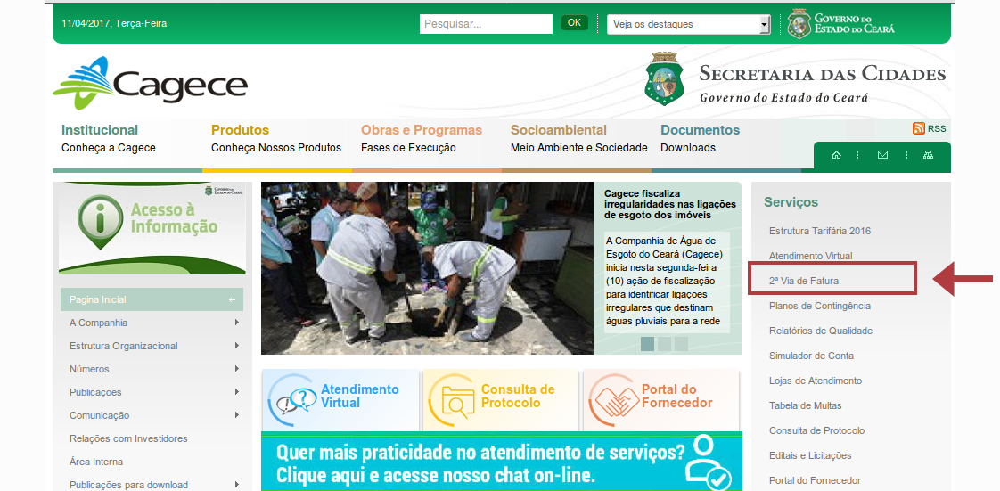 11/04/2017, Terça-Feira
Pesquisar...
OK
Veja os destaques
GOVERNO DO
ESTADO DO CEARÁ
Cagece
SECRETARIA DAS CIDADES
Governo do Estado do Ceará
Institucional
Conheça a Cagece
Produtos
Conheça Nossos Produtos
Obras e Programas
Fases de Execução
Socioambiental
Meio Ambiente e Sociedade
Documentos
Downloads
RSS
GOVERNO DO
ESTADO DO CEARÁ
Acesso à
Informação
Pagina Inicial
A Companhia
Estrutura Organizacional
Números
Publicações
Comunicação
Relações com Investidores
Área Interna
Publicações para download
Cagece fiscaliza
irregularidades nas ligações
de esgoto dos imóveis
A Companhia de Água de
Esgoto do Ceará (Cagece)
inicia nesta segunda-feira
(10) ação de fiscalização
para identificar ligações
irregulares que destinam
águas pluviais para a rede
Atendimento
Virtual
Consulta de
Protocolo
Portal do
Fornecedor
Quer mais praticidade no atendimento de serviços?
Clique aqui e acesse nosso chat on-line.
Serviços
Estrutura Tarifária 2016
Atendimento Virtual
2ª Via de Fatura
Planos de Contingência
Relatórios de Qualidade
Simulador de Conta
Lojas de Atendimento
Tabela de Multas
Consulta de Protocolo
Editais e Licitações
Portal do Fornecedor